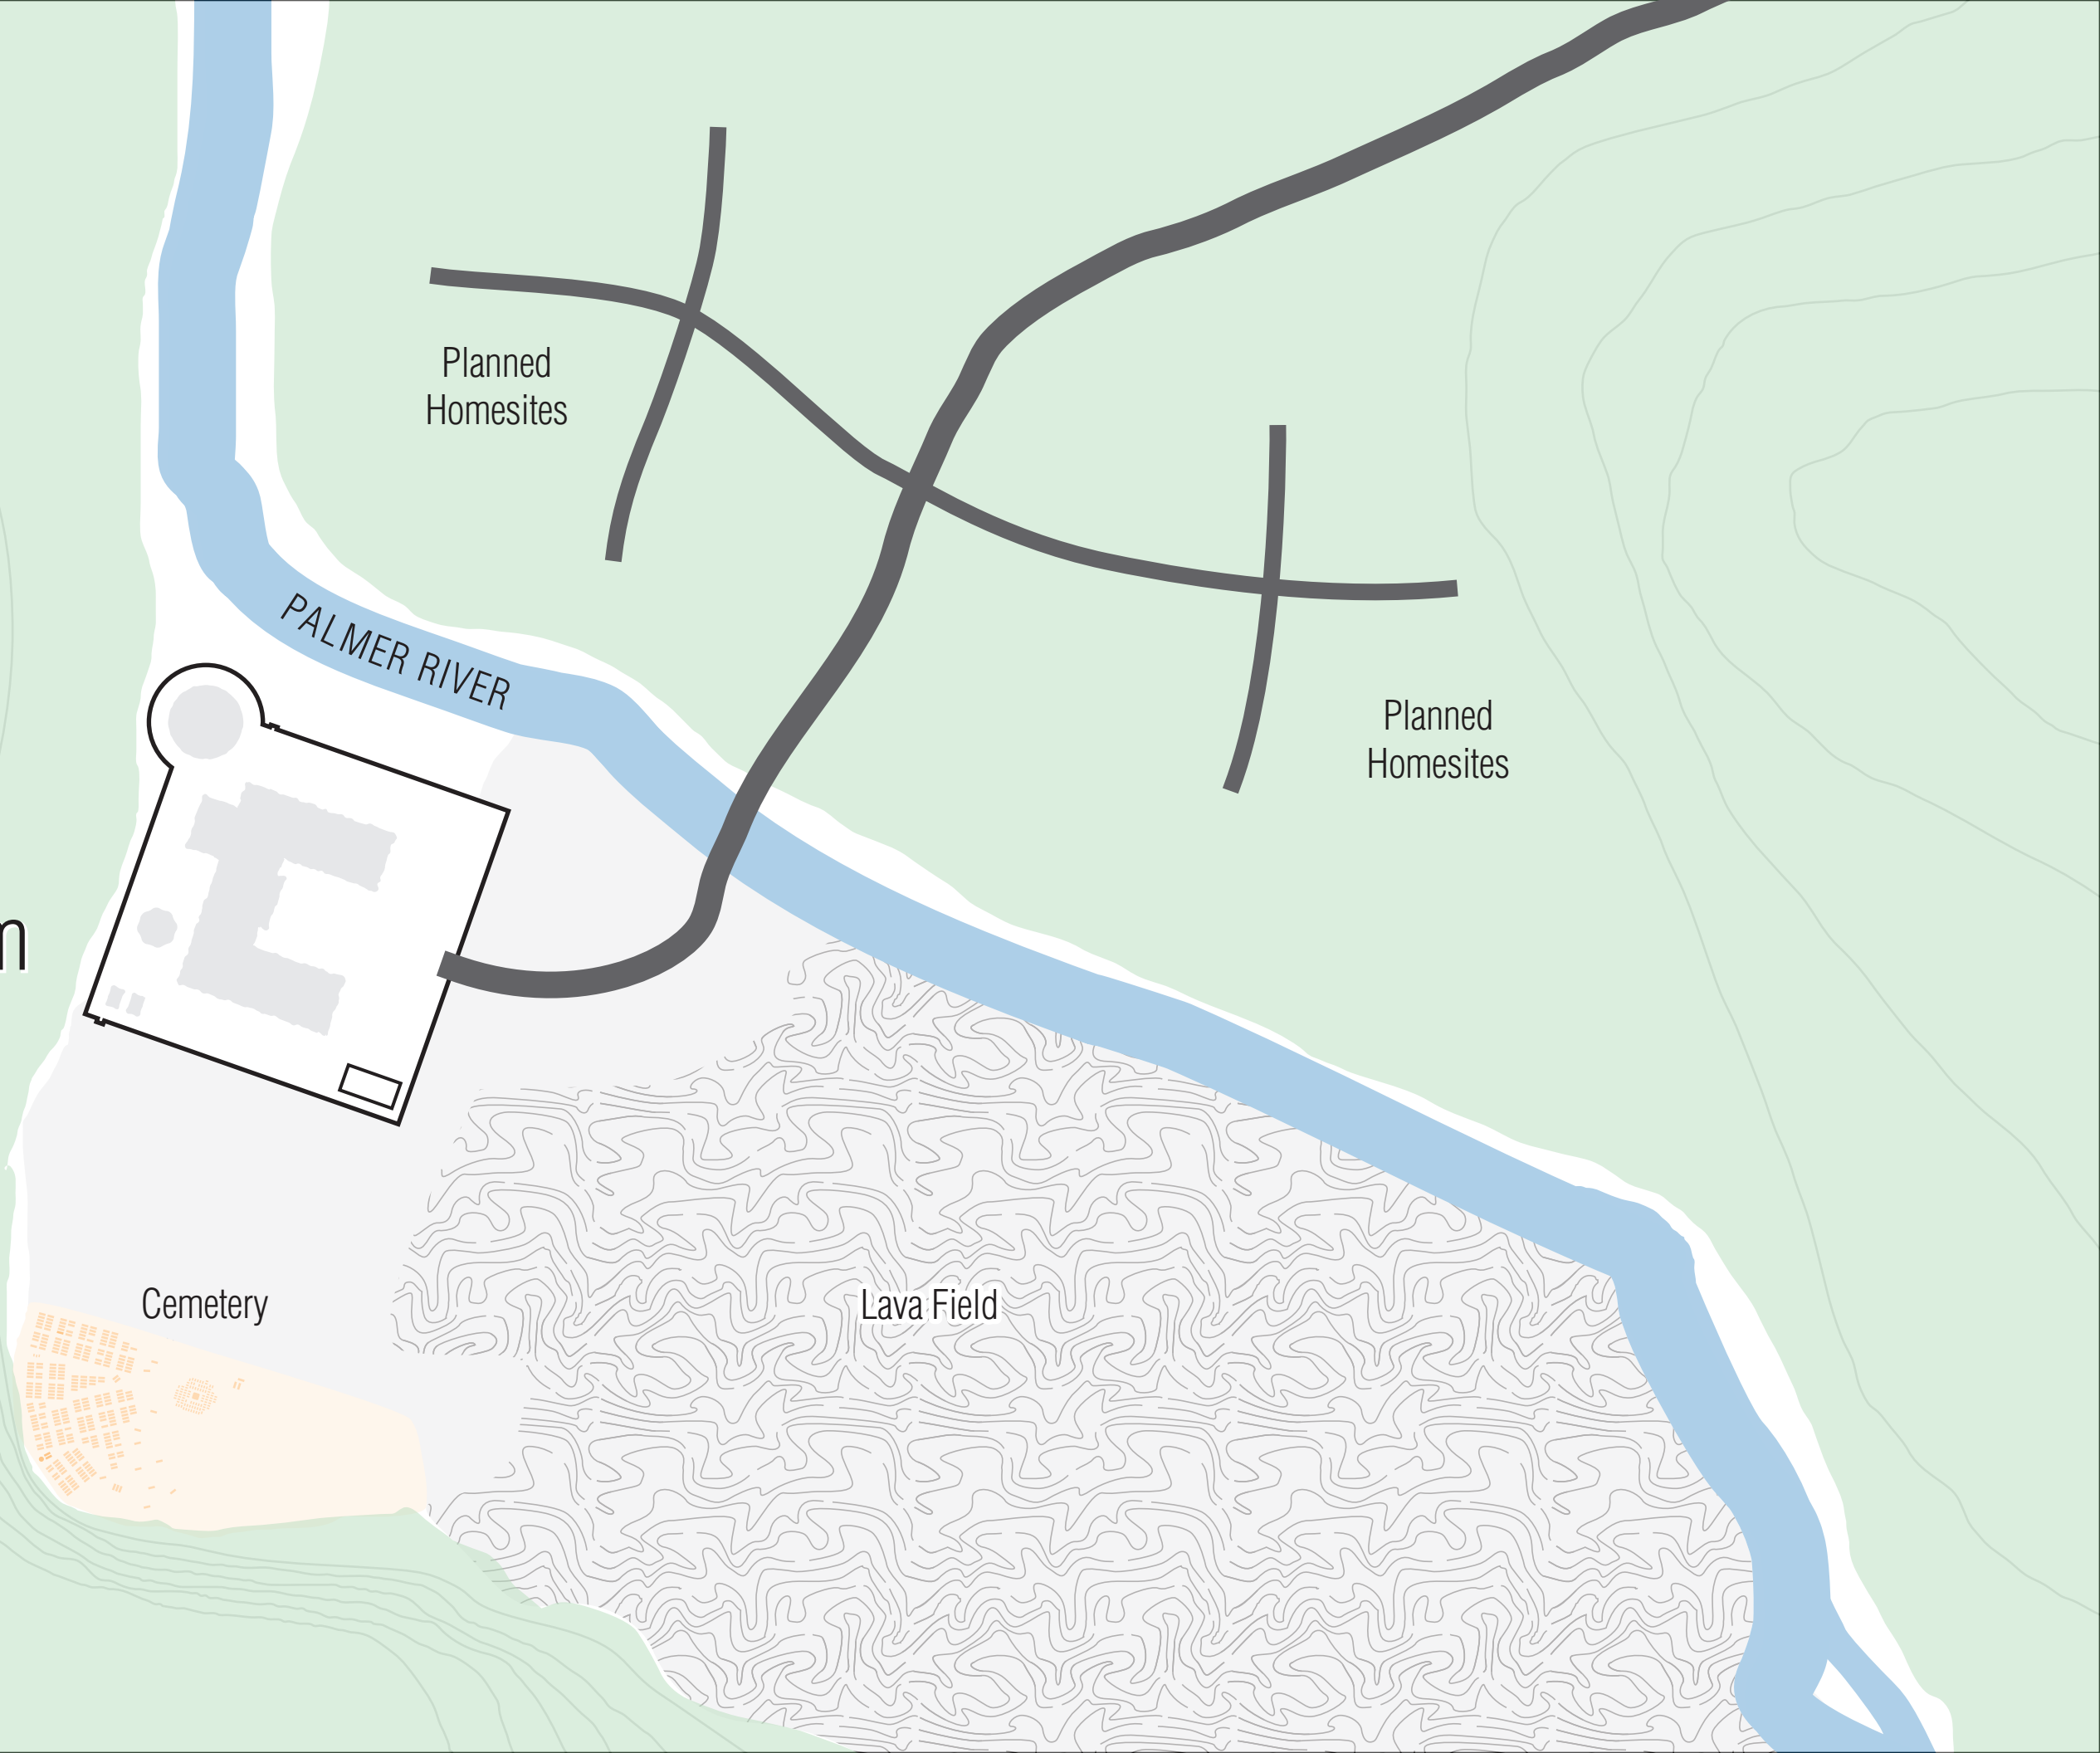 Planned
Homesites
PALMER RIVER
Planned
Homesites
m
Cemetery
Lava Field